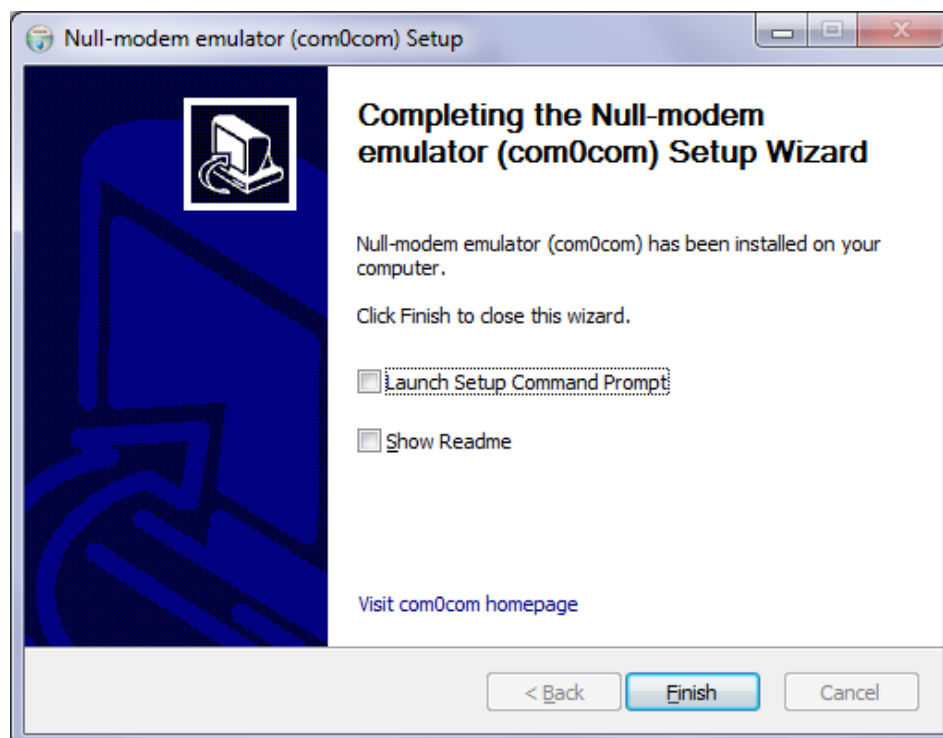 Null-modem emulator (com0com) Setup
Completing the Null-modem
emulator (com0com) Setup Wizard
Null-modem emulator (com0com) has been installed on your
computer.
Click Finish to close this wizard.
Launch Setup Command Prompt
Show Readme
Visit com0com homepage
< Back Finish Cancel